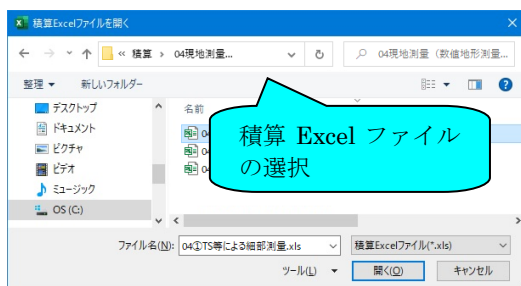 積算Excelファイルを開く
« 積算 › 04現地測量...
04現地測量（数値地形測量...
整理 ▼ 新しいフォルダー
デスクトップ
ドキュメント
ピクチャ
ビデオ
ミュージック
OS (C:)
名前
積算 Excel ファイル
の選択
ファイル名(N): 04①TS等による細部測量.xls
積算Excelファイル(*.xls)
ツール(L) ▼ 開く(O) キャンセル